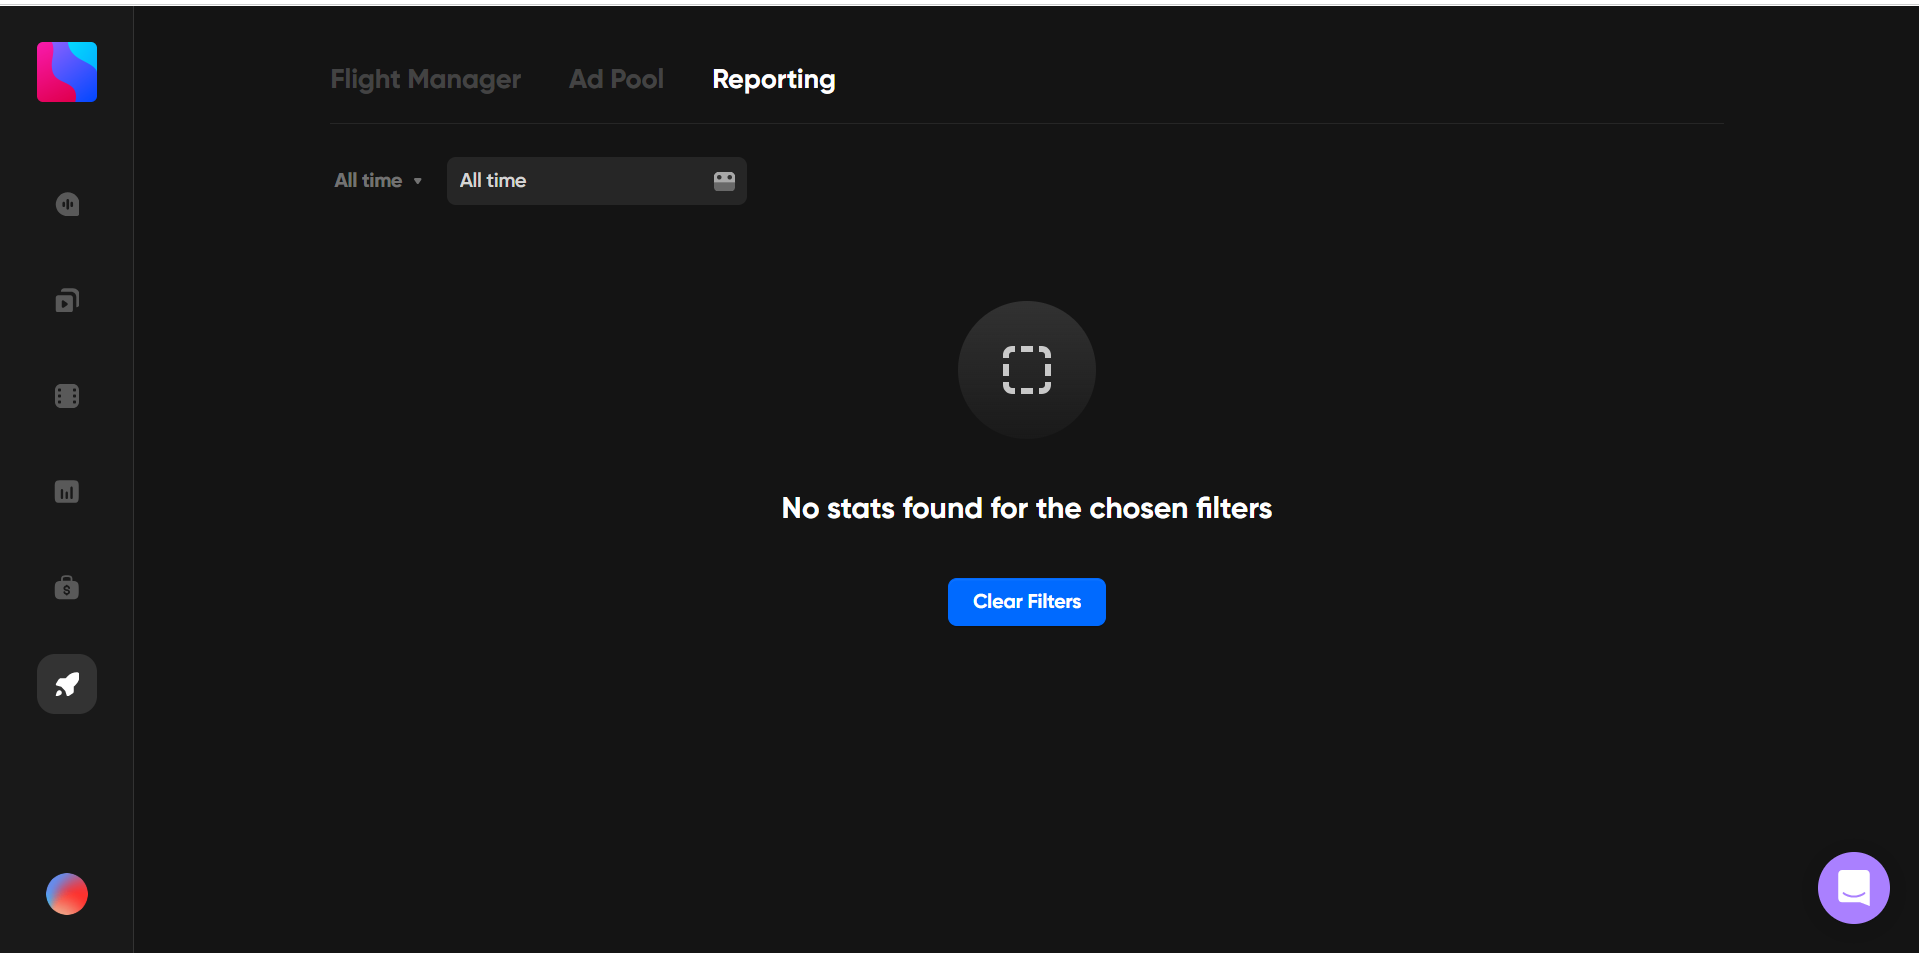 Flight Manager Ad Pool Reporting
All time All time
No stats found for the chosen filters
Clear Filters